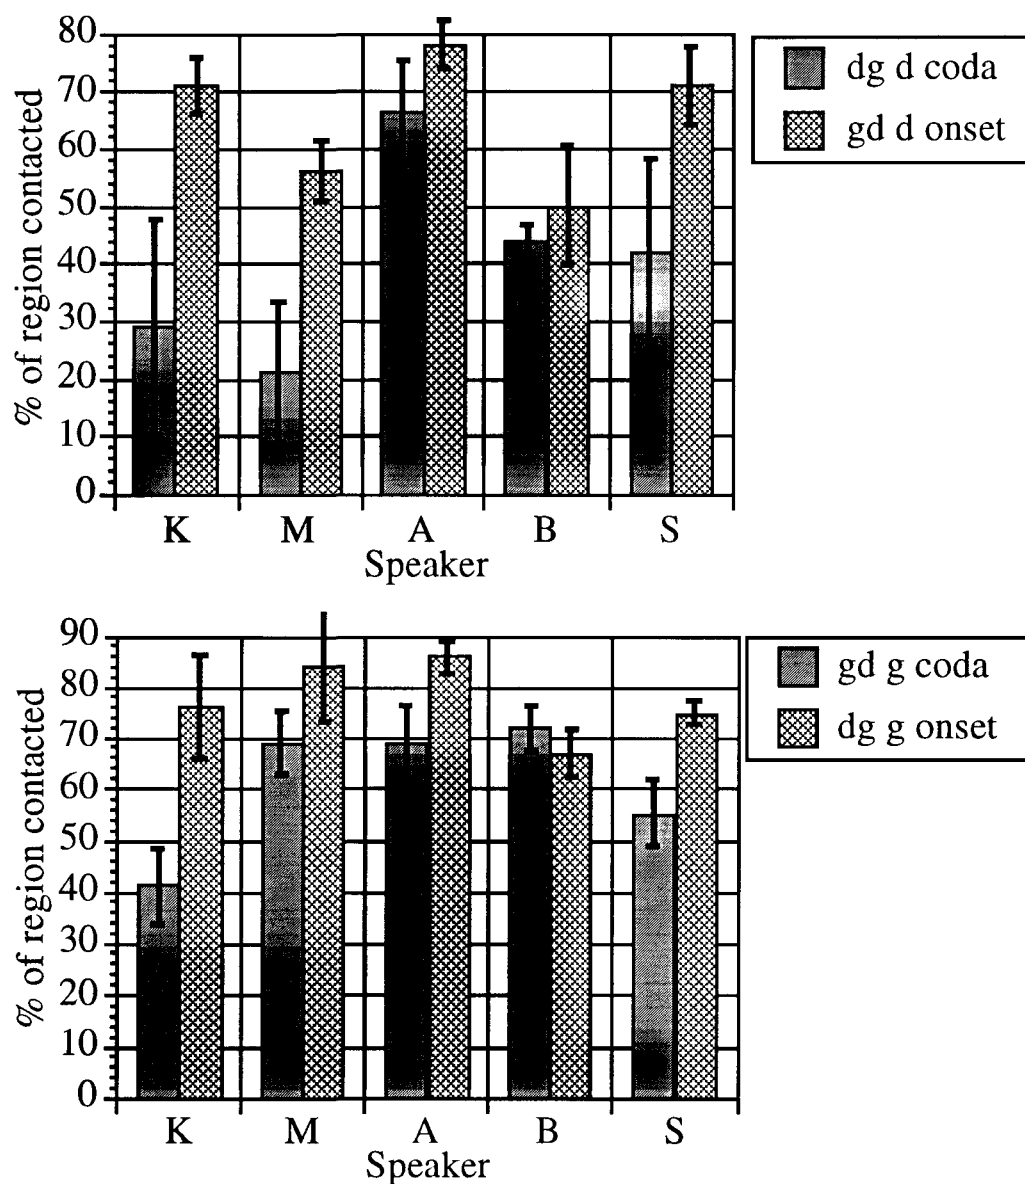 80
70
60
50
40
30
20
10
0
% of region contacted
K M A B S
Speaker
dg d coda
gd d onset
90
80
70
60
50
40
30
20
10
0
% of region contacted
K M A B S
Speaker
gd g coda
dg g onset